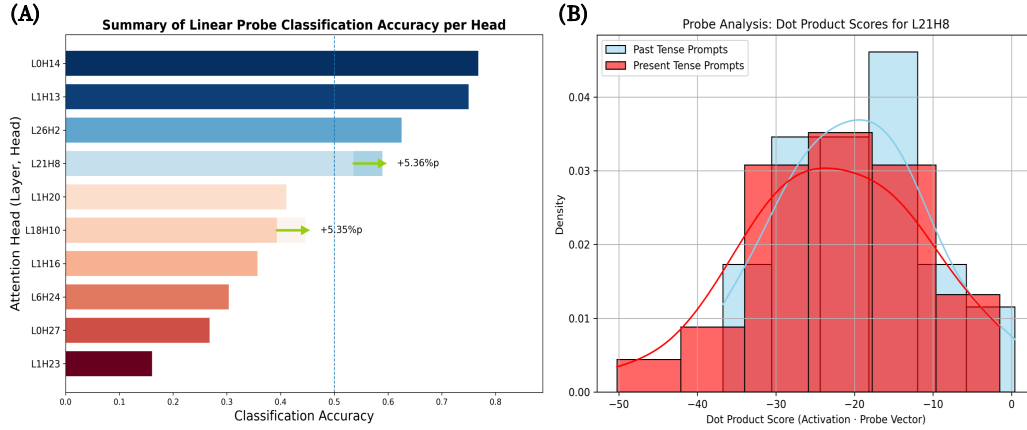 (A)
Summary of Linear Probe Classification Accuracy per Head
Attention Head (Layer, Head)
L0H14
L1H13
L26H2
L21H8
+5.36%p
L1H20
L18H10
+5.35%p
L1H16
L6H24
L0H27
L1H23
0.0 0.1 0.2 0.3 0.4 0.5 0.6 0.7 0.8
Classification Accuracy
(B)
Probe Analysis: Dot Product Scores for L21H8
Past Tense Prompts
Present Tense Prompts
Density
0.04
0.03
0.02
0.01
0.00
−50 −40 −30 −20 −10 0
Dot Product Score (Activation · Probe Vector)